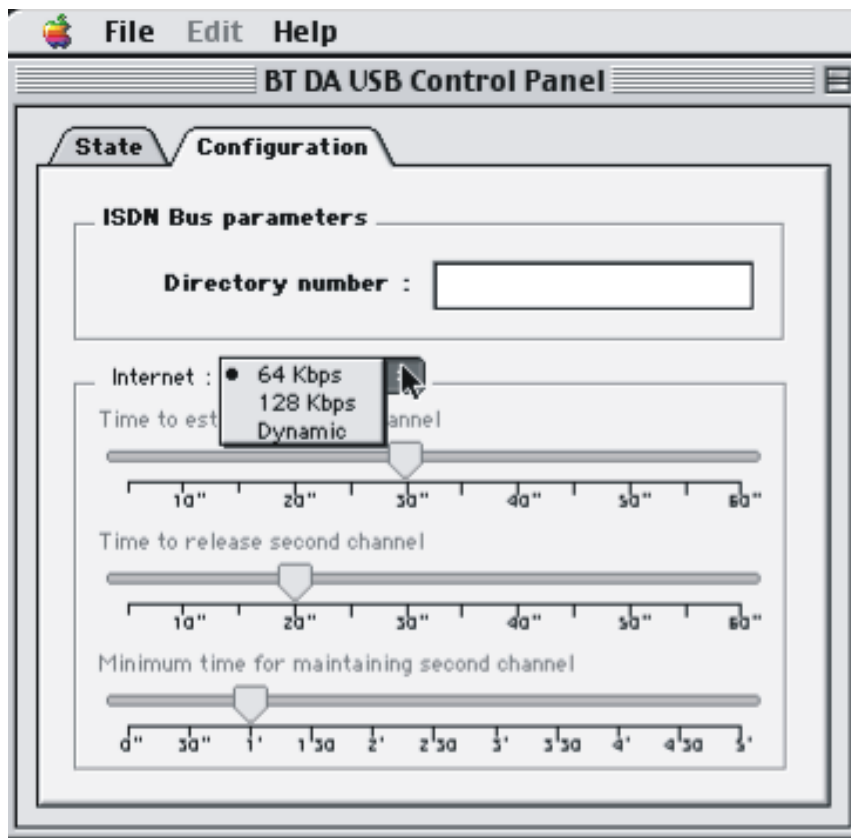 File Edit Help
BT DA USB Control Panel
State Configuration
ISDN Bus parameters
Directory number :
Internet : • 64 Kbps
128 Kbps
Dynamic
Time to est annel
10" 20" 30" 40" 50" 60"
Time to release second channel
10" 20" 30" 40" 50" 60"
Minimum time for maintaining second channel
0" 30" 1' 1'30 2' 2'30 3' 3'30 4' 4'30 5'